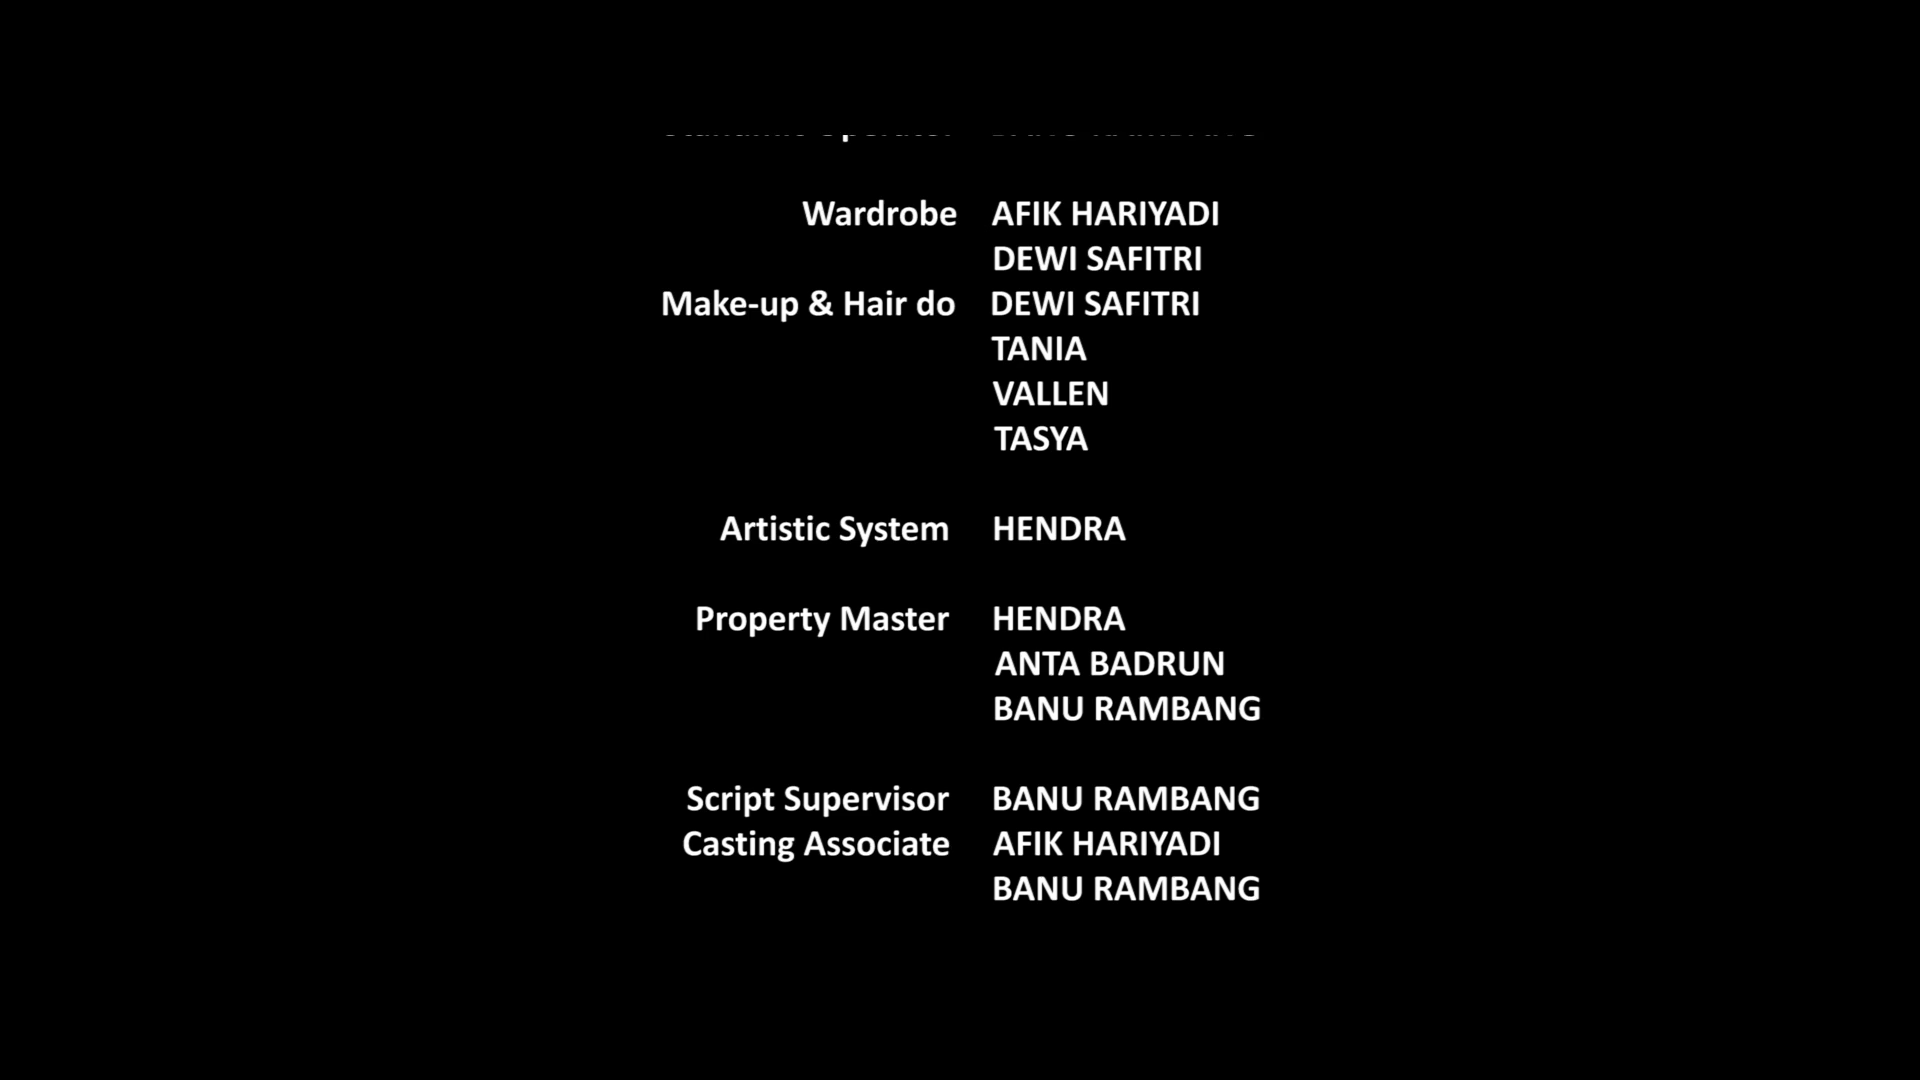 Wardrobe AFIK HARIYADI
DEWI SAFITRI
Make-up & Hair do DEWI SAFITRI
TANIA
VALLEN
TASYA
Artistic System HENDRA
Property Master HENDRA
ANTA BADRUN
BANU RAMBANG
Script Supervisor BANU RAMBANG
Casting Associate AFIK HARIYADI
BANU RAMBANG